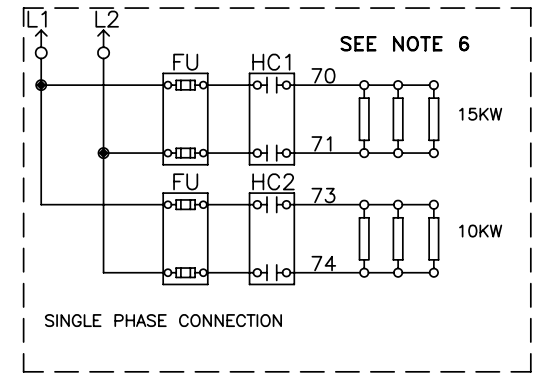 L1 L2
SEE NOTE 6
FU HC1 70
15KW
71
FU HC2 73
10KW
74
SINGLE PHASE CONNECTION